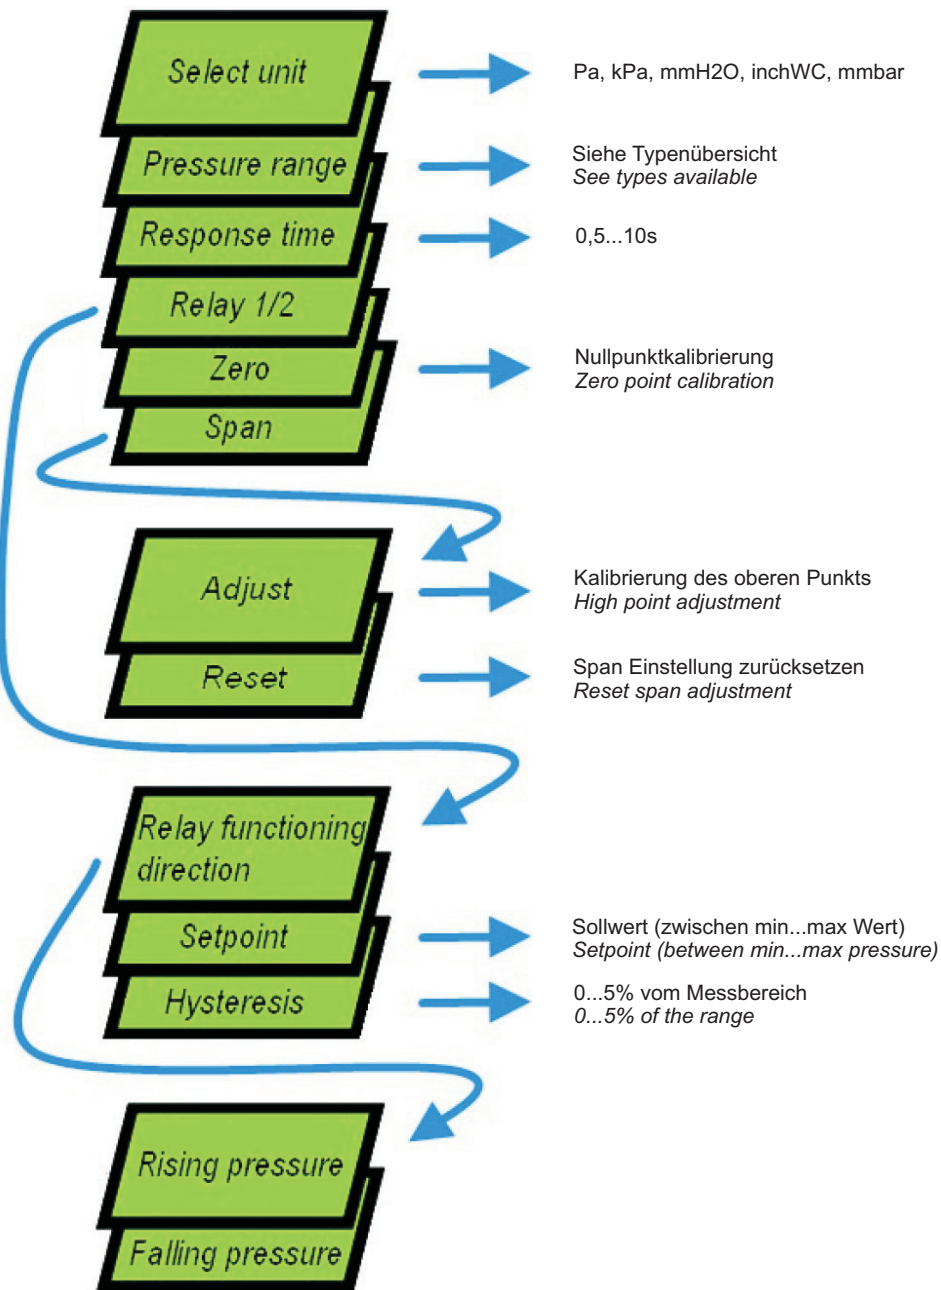 Select unit
Pa, kPa, mmH2O, inchWC, mmbar
Pressure range
Siehe Typenübersicht
See types available
Response time
0,5...10s
Relay 1/2
Zero
Nullpunktkalibrierung
Zero point calibration
Span
Adjust
Kalibrierung des oberen Punkts
High point adjustment
Reset
Span Einstellung zurücksetzen
Reset span adjustment
Relay functioning
direction
Setpoint
Sollwert (zwischen min...max Wert)
Setpoint (between min...max pressure)
Hysteresis
0...5% vom Messbereich
0...5% of the range
Rising pressure
Falling pressure